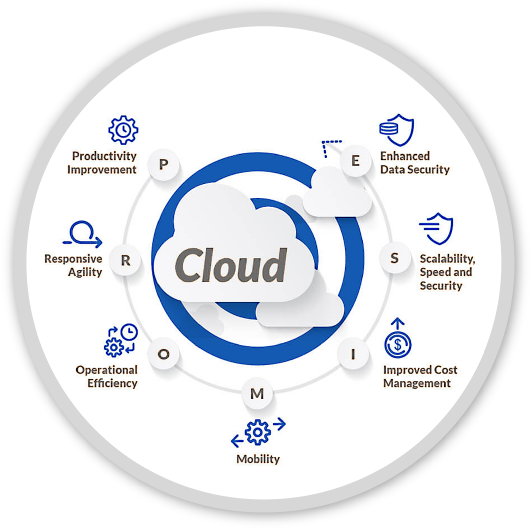 P
Productivity
Improvement
R
Responsive
Agility
O
Operational
Efficiency
M
Mobility
I
Improved Cost
Management
S
Scalability,
Speed and
Security
E
Enhanced
Data Security
Cloud
$